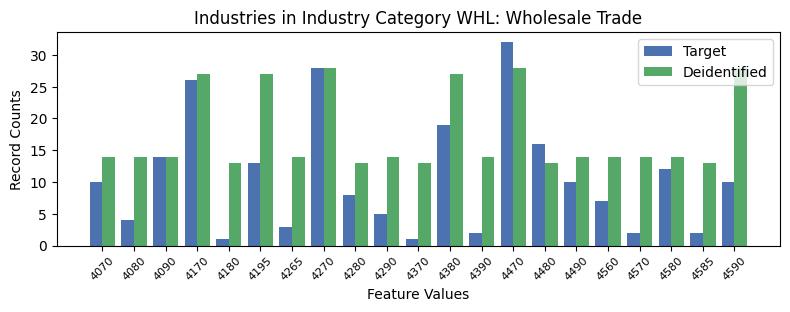 Industries in Industry Category WHL: Wholesale Trade
Target
Deidentified
Record Counts
30
25
20
15
10
5
0
4070 4080 4090 4170 4180 4195 4265 4270 4280 4290 4370 4380 4390 4470 4480 4490 4560 4570 4580 4585 4590
Feature Values